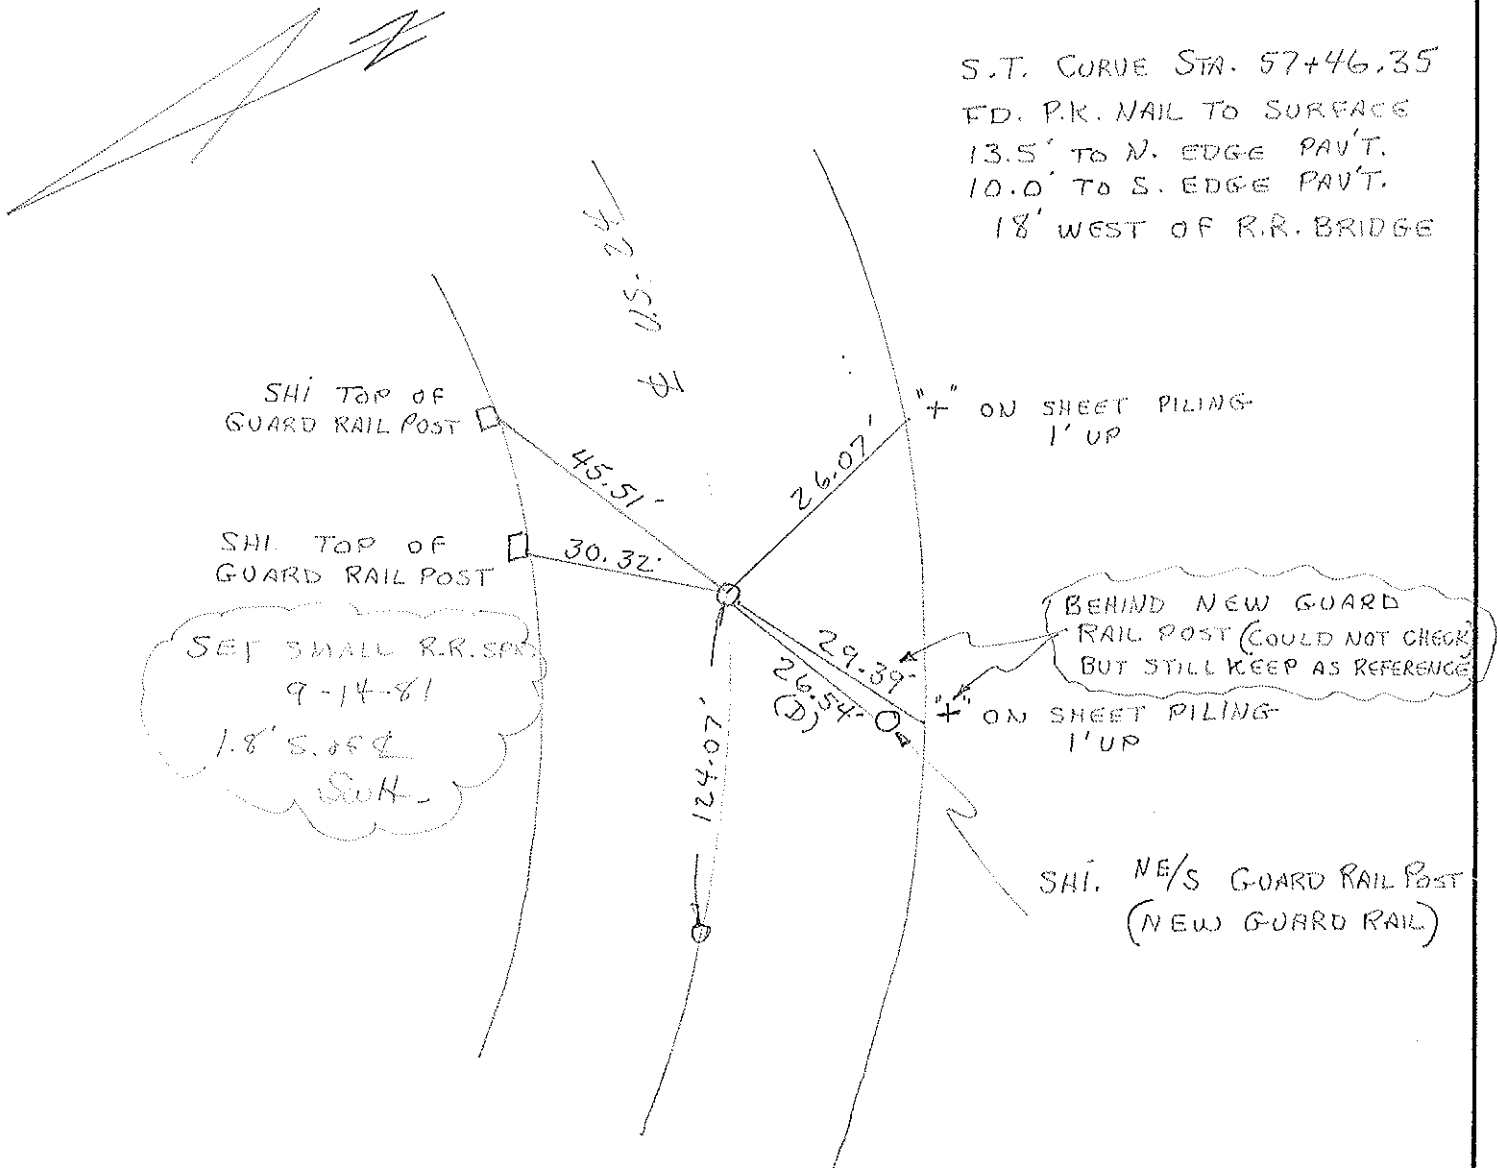 N
S.T. CURVE STA. 57+46.35
FD. P.K. NAIL TO SURFACE
13.5' TO N. EDGE PAV'T.
10.0' TO S. EDGE PAV'T.
18' WEST OF R.R. BRIDGE
℄ U.S. 24
SHI TOP OF
GUARD RAIL POST
45.51'
26.07'
"+" ON SHEET PILING
1' UP
SHI. TOP OF
GUARD RAIL POST
30.32'
BEHIND NEW GUARD
RAIL POST (COULD NOT CHECK)
BUT STILL KEEP AS REFERENCE
29.39'
26.54'
(D)
"+" ON SHEET PILING
1' UP
SET SMALL R.R.
9-14-81
1.8' S. OF ℄
124.07'
SHI. NE/S GUARD RAIL POST
(NEW GUARD RAIL)